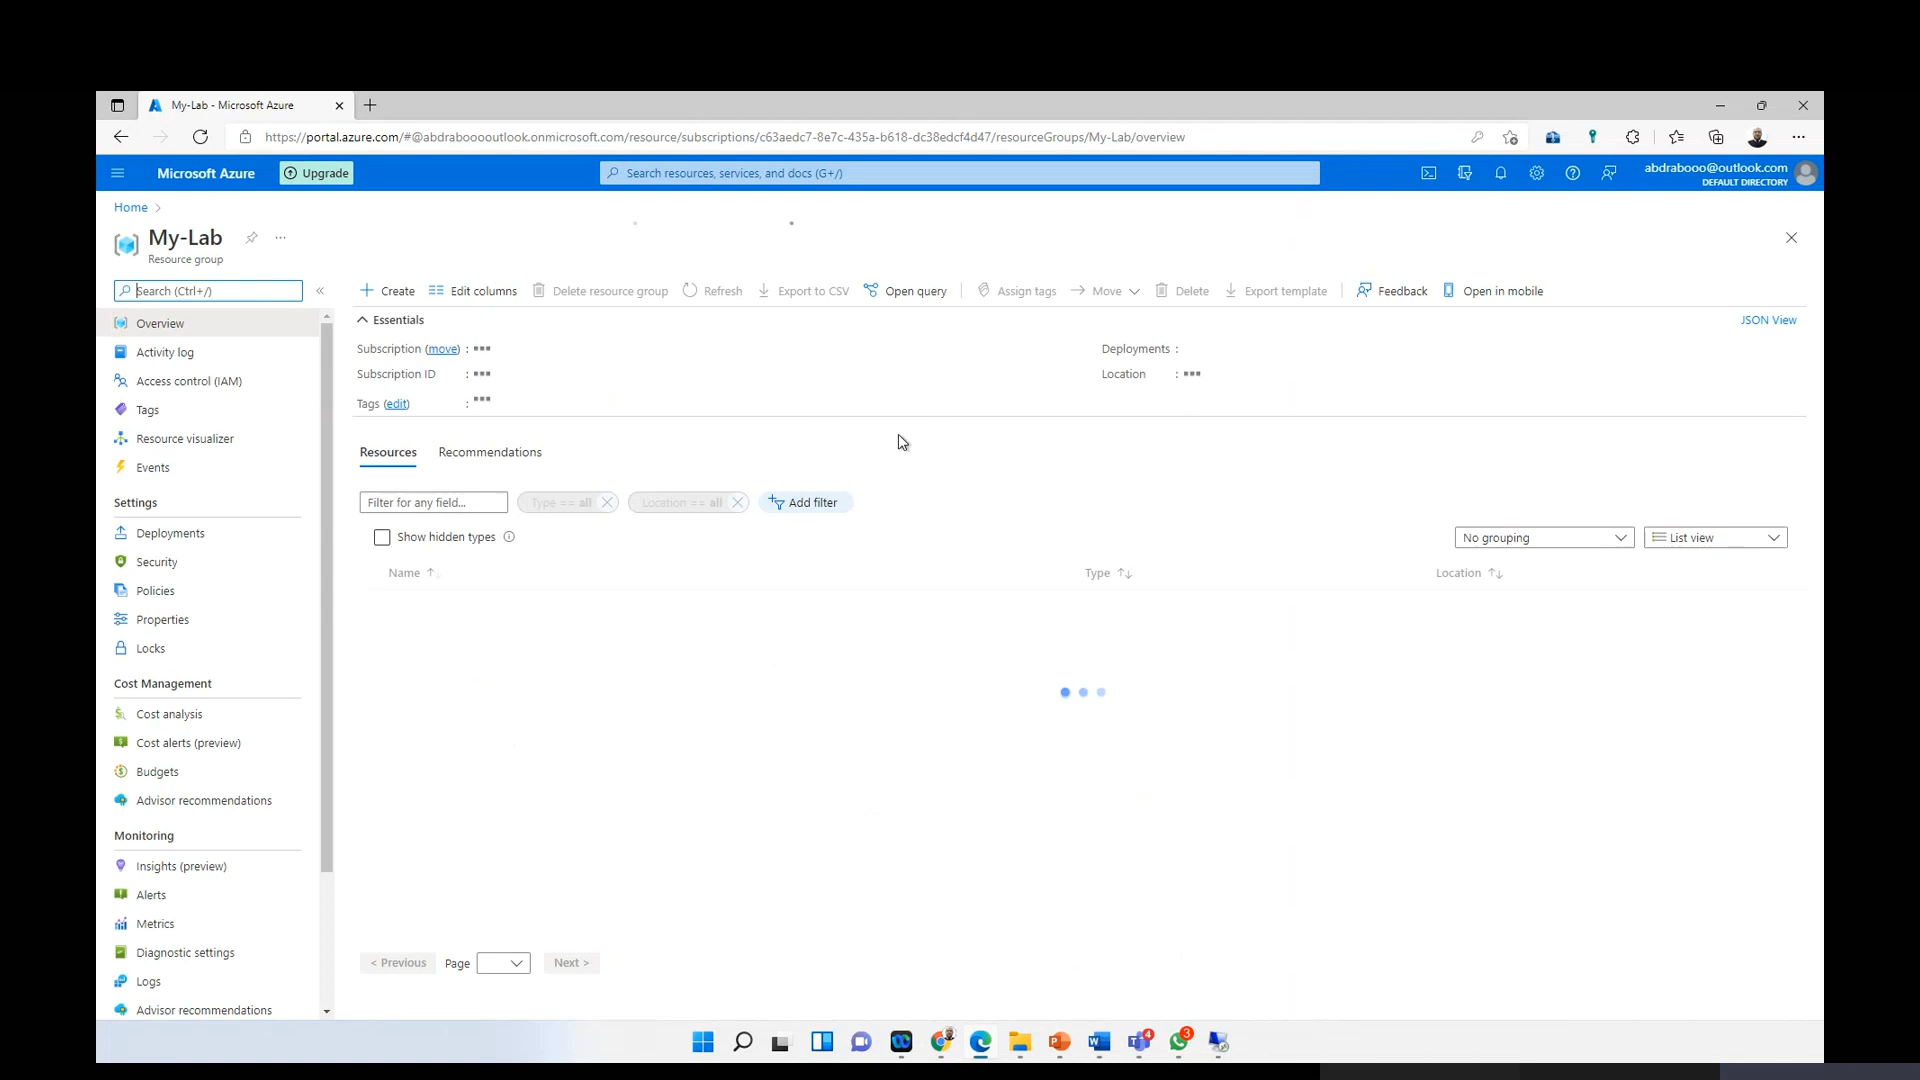 My-Lab - Microsoft Azure
https://portal.azure.com/#@abdraboooutlook.onmicrosoft.com/resource/subscriptions/c63aedc7-8e7c-435a-b618-dc38edcf4d47/resourceGroups/My-Lab/overview
Microsoft Azure
Upgrade
Search resources, services, and docs (G+/)
abdrabooo@outlook.com
DEFAULT DIRECTORY
Home >
My-Lab
Resource group
Search (Ctrl+/)
Create
Edit columns
Delete resource group
Refresh
Export to CSV
Open query
Assign tags
Move
Delete
Export template
Feedback
Open in mobile
Overview
Activity log
Access control (IAM)
Tags
Resource visualizer
Events
Settings
Deployments
Security
Policies
Properties
Locks
Cost Management
Cost analysis
Cost alerts (preview)
Budgets
Advisor recommendations
Monitoring
Insights (preview)
Alerts
Metrics
Diagnostic settings
Logs
Advisor recommendations
Essentials
JSON View
Subscription (move) :
Deployments :
Subscription ID :
Location :
Tags (edit) :
Resources
Recommendations
Filter for any field...
Type == all
Location == all
Add filter
Show hidden types
No grouping
List view
Name
Type
Location
< Previous
Page
Next >
4
3